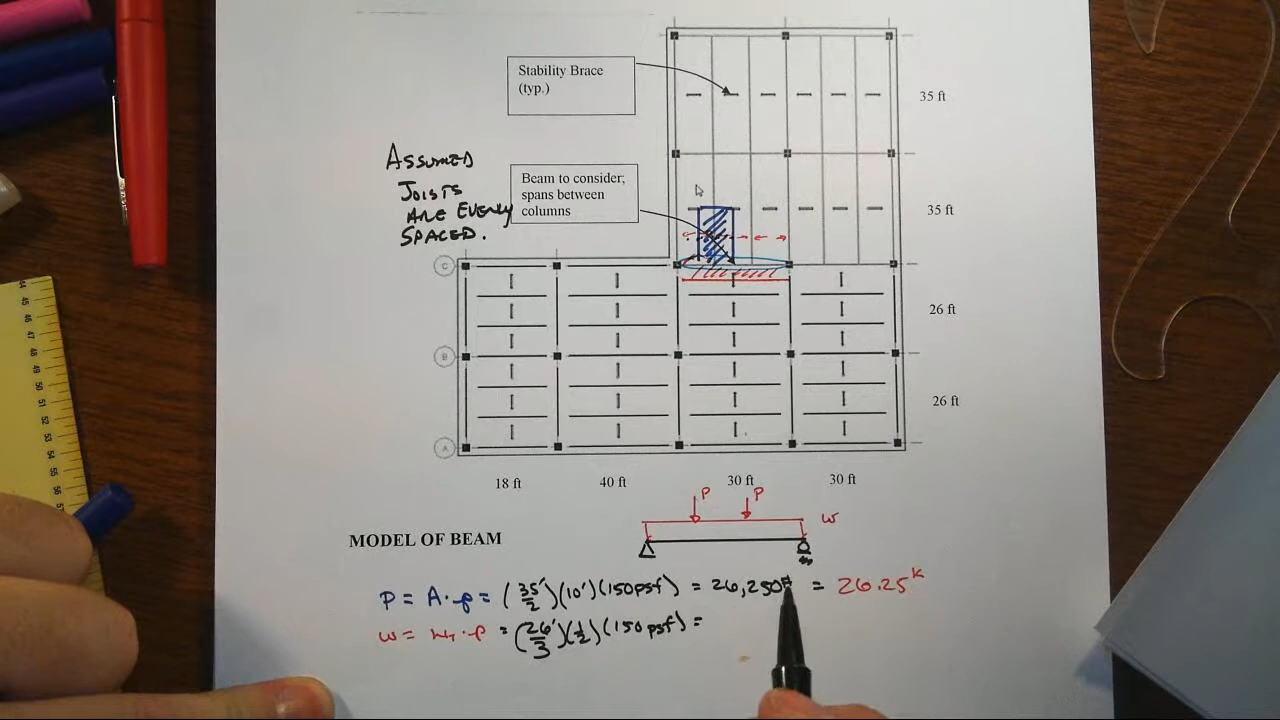 Stability Brace
(typ.)
35 ft
ASSUMED
JOISTS
ARE EVENLY
SPACED.
Beam to consider;
spans between
columns
35 ft
C
26 ft
B
26 ft
A
18 ft
40 ft
30 ft
30 ft
P P
w
MODEL OF BEAM
P = A·p = (35'/2)(10')(150psf) = 26,250# = 26.25k
w = wT·p = (26'/3)(1/2)(150psf) =